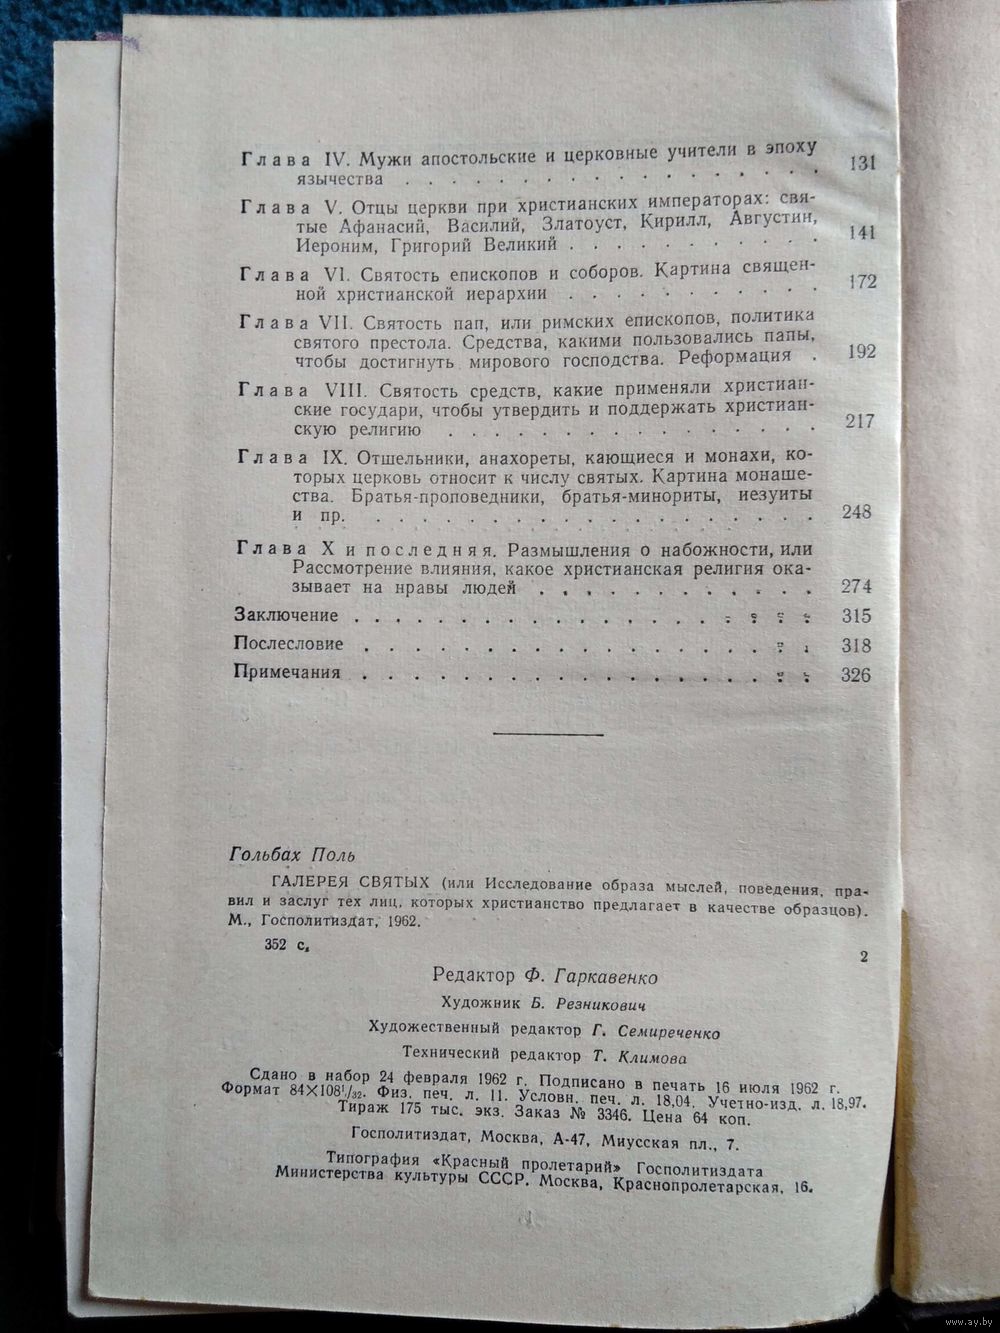 Глава IV. Мужи апостольские и церковные учители в эпоху
язычества . . . . . . . . . . . . . . . . . . 131
Глава V. Отцы церкви при христианских императорах: свя-
тые Афанасий, Василий, Златоуст, Кирилл, Августин,
Иероним, Григорий Великий . . . . . . . . . . . 141
Глава VI. Святость епископов и соборов. Картина священ-
ной христианской иерархии . . . . . . . . . . . 172
Глава VII. Святость пап, или римских епископов, политика
святого престола. Средства, какими пользовались папы,
чтобы достигнуть мирового господства. Реформация . 192
Глава VIII. Святость средств, какие применяли христиан-
ские государи, чтобы утвердить и поддержать христиан-
скую религию . . . . . . . . . . . . . . . . 217
Глава IX. Отшельники, анахореты, кающиеся и монахи, ко-
торых церковь относит к числу святых. Картина монаше-
ства. Братья-проповедники, братья-минориты, иезуиты
и пр. . . . . . . . . . . . . . . . . . . . . 248
Глава X и последняя. Размышления о набожности, или
Рассмотрение влияния, какое христианская религия ока-
зывает на нравы людей . . . . . . . . . . . . 274
Заключение . . . . . . . . . . . . . . . . . . . . 315
Послесловие . . . . . . . . . . . . . . . . . . . . 318
Примечания . . . . . . . . . . . . . . . . . . . . 326
Гольбах Поль
ГАЛЕРЕЯ СВЯТЫХ (или Исследование образа мыслей, поведения, пра-
вил и заслуг тех лиц, которых христианство предлагает в качестве образцов).
М., Госполитиздат, 1962.
352 с.
2
Редактор Ф. Гаркавенко
Художник Б. Резникович
Художественный редактор Г. Семиреченко
Технический редактор Т. Климова
Сдано в набор 24 февраля 1962 г. Подписано в печать 16 июля 1962 г.
Формат 84×108¹/₃₂. Физ. печ. л. 11. Условн. печ. л. 18,04. Учетно-изд. л. 18,97.
Тираж 175 тыс. экз. Заказ № 3346. Цена 64 коп.
Госполитиздат, Москва, А-47, Миусская пл., 7.
Типография «Красный пролетарий» Госполитиздата
Министерства культуры СССР. Москва, Краснопролетарская, 16.
www.ay.by